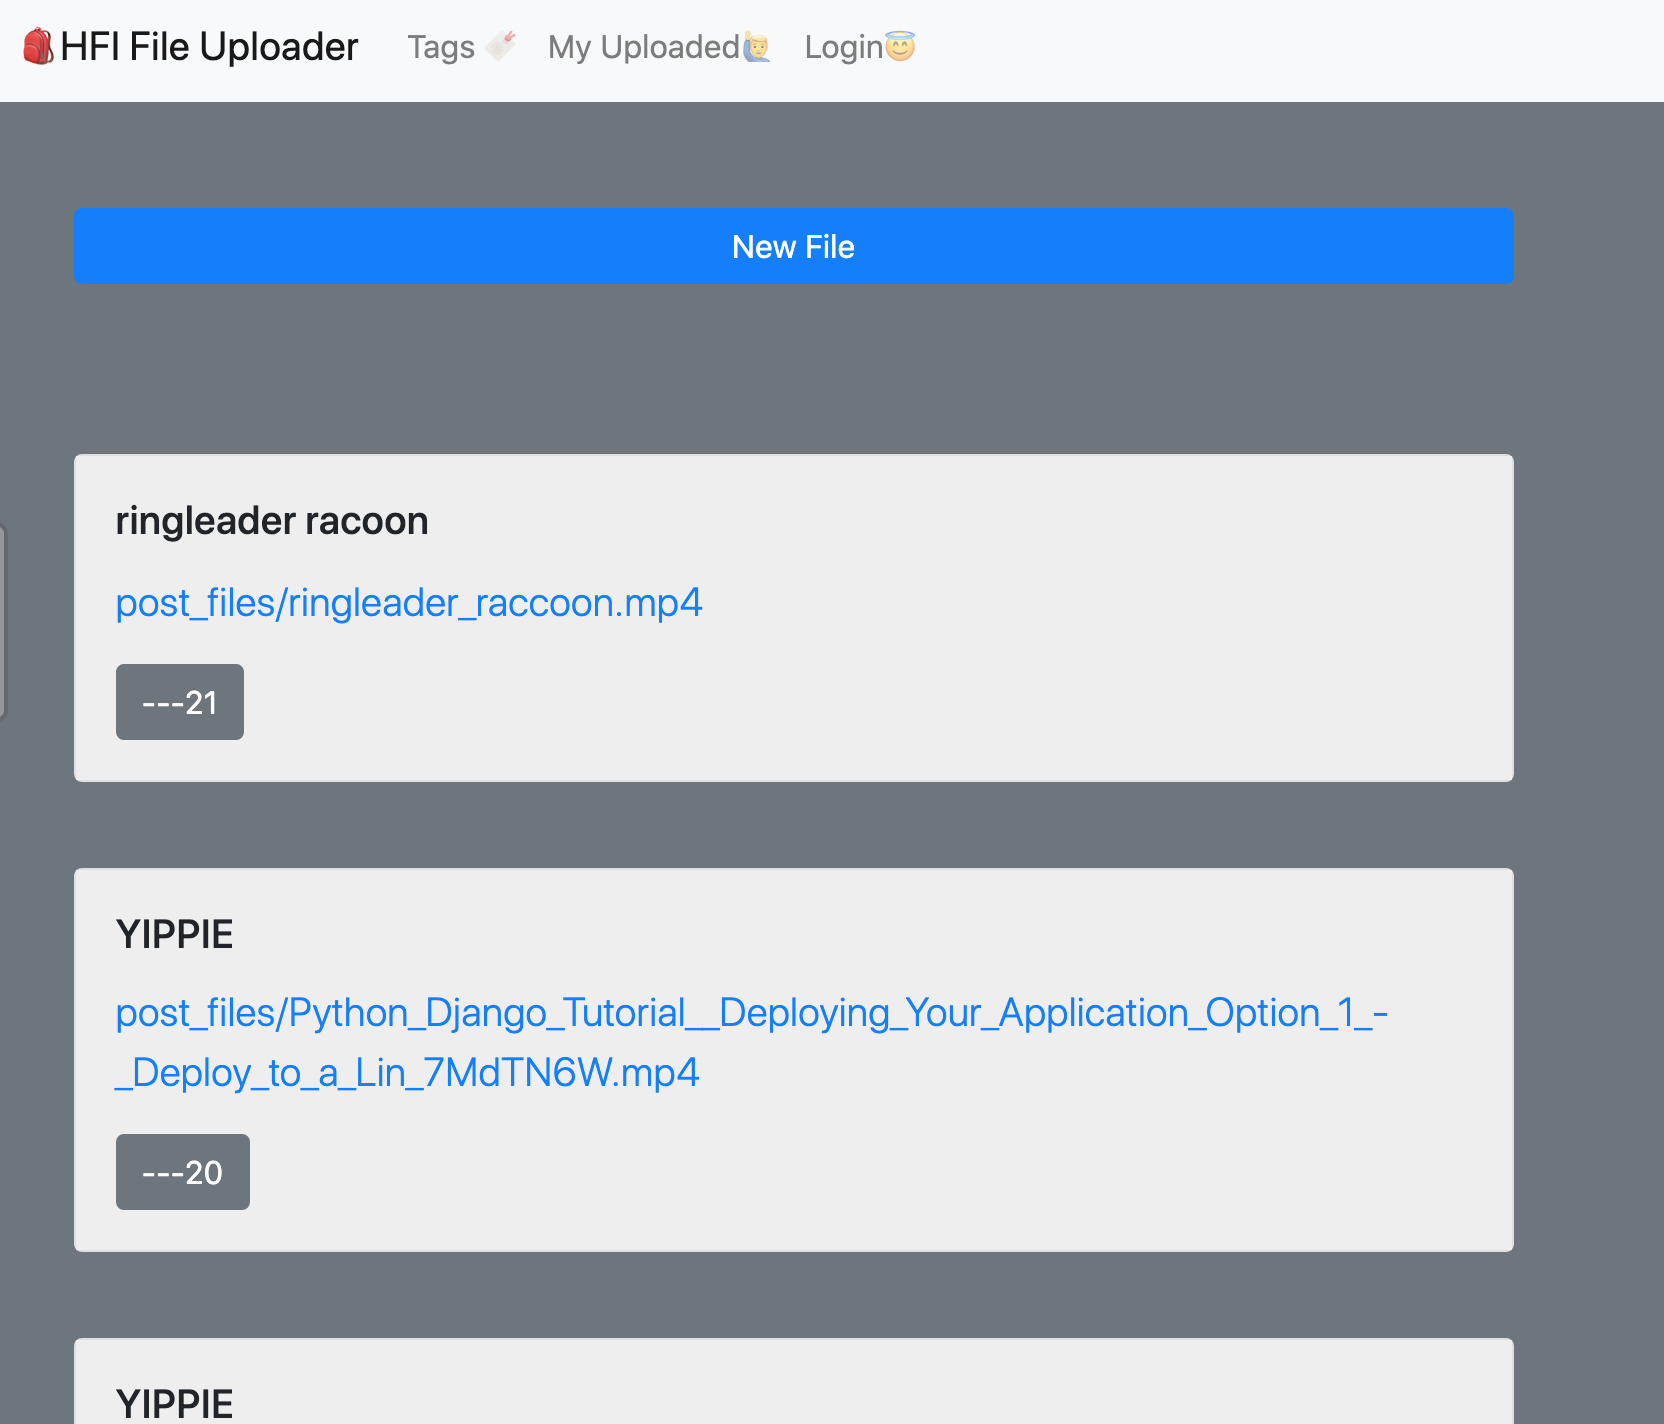 🎒HFI File Uploader Tags 🏷️ My Uploaded🙋‍♂️ Login😇
New File
ringleader racoon
post_files/ringleader_raccoon.mp4
---21
YIPPIE
post_files/Python_Django_Tutorial__Deploying_Your_Application_Option_1_-
_Deploy_to_a_Lin_7MdTN6W.mp4
---20
YIPPIE